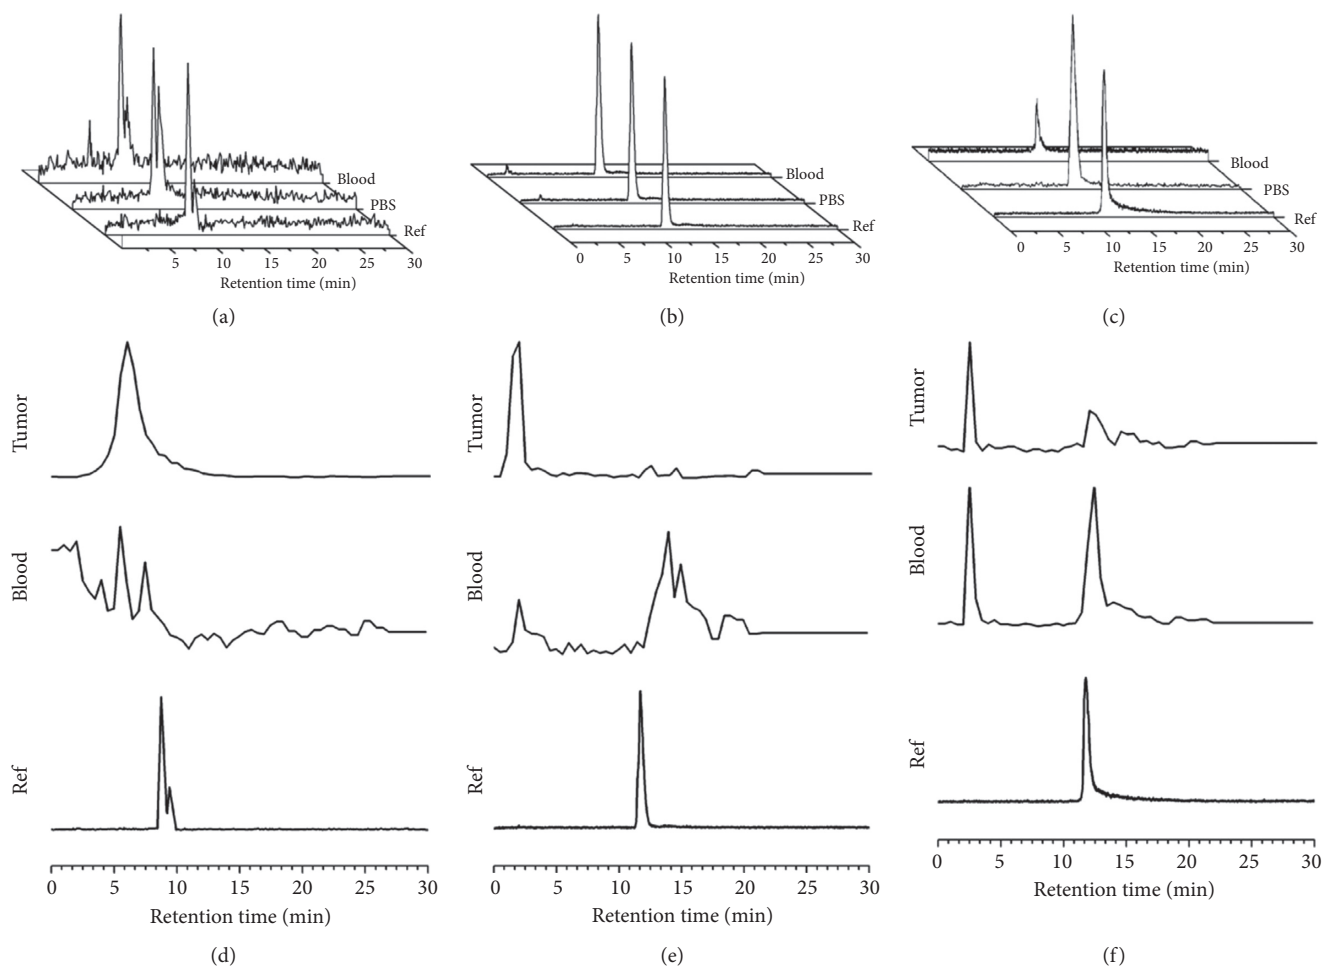 Blood
PBS
Ref
5 10 15 20 25 30
Retention time (min)
(a)
Blood
PBS
Ref
0 5 10 15 20 25 30
Retention time (min)
(b)
Blood
PBS
Ref
0 5 10 15 20 25 30
Retention time (min)
(c)
Tumor
Blood
Ref
0 5 10 15 20 25 30
Retention time (min)
(d)
Tumor
Blood
Ref
0 5 10 15 20 25 30
Retention time (min)
(e)
Tumor
Blood
Ref
0 5 10 15 20 25 30
Retention time (min)
(f)